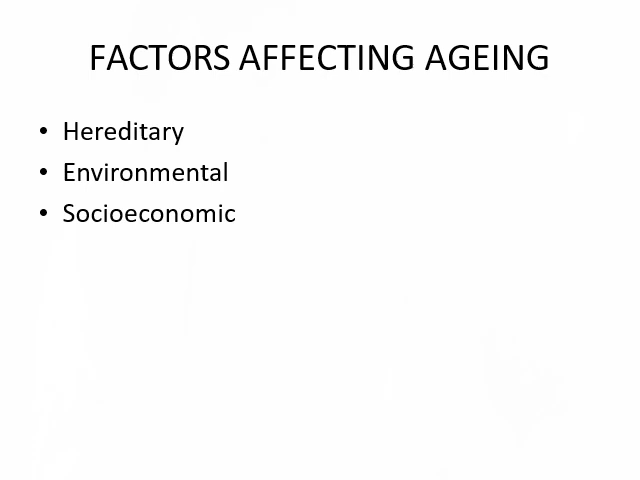 FACTORS AFFECTING AGEING
• Hereditary
• Environmental
• Socioeconomic